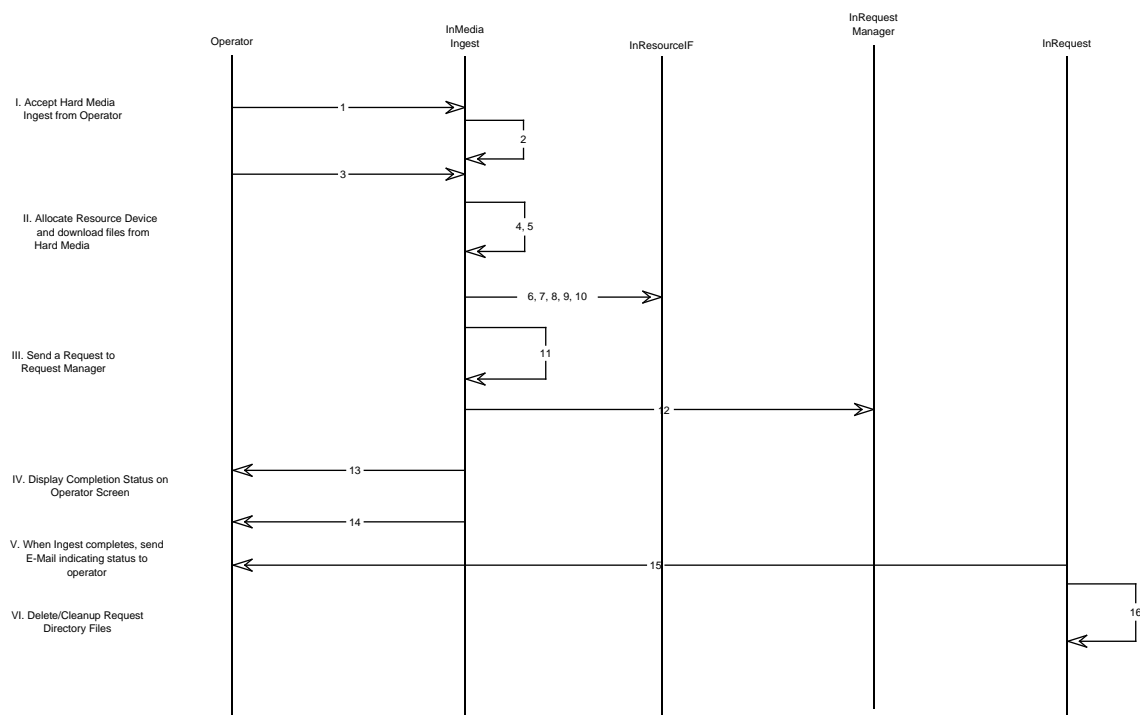 Operator
InMedia
Ingest
InResourceIF
InRequest
Manager
InRequest
I. Accept Hard Media
Ingest from Operator
1
2
3
II. Allocate Resource Device
and download files from
Hard Media
4, 5
6, 7, 8, 9, 10
III. Send a Request to
Request Manager
11
12
IV. Display Completion Status on
Operator Screen
13
14
V. When Ingest completes, send
E-Mail indicating status to
operator
15
VI. Delete/Cleanup Request
Directory Files
16